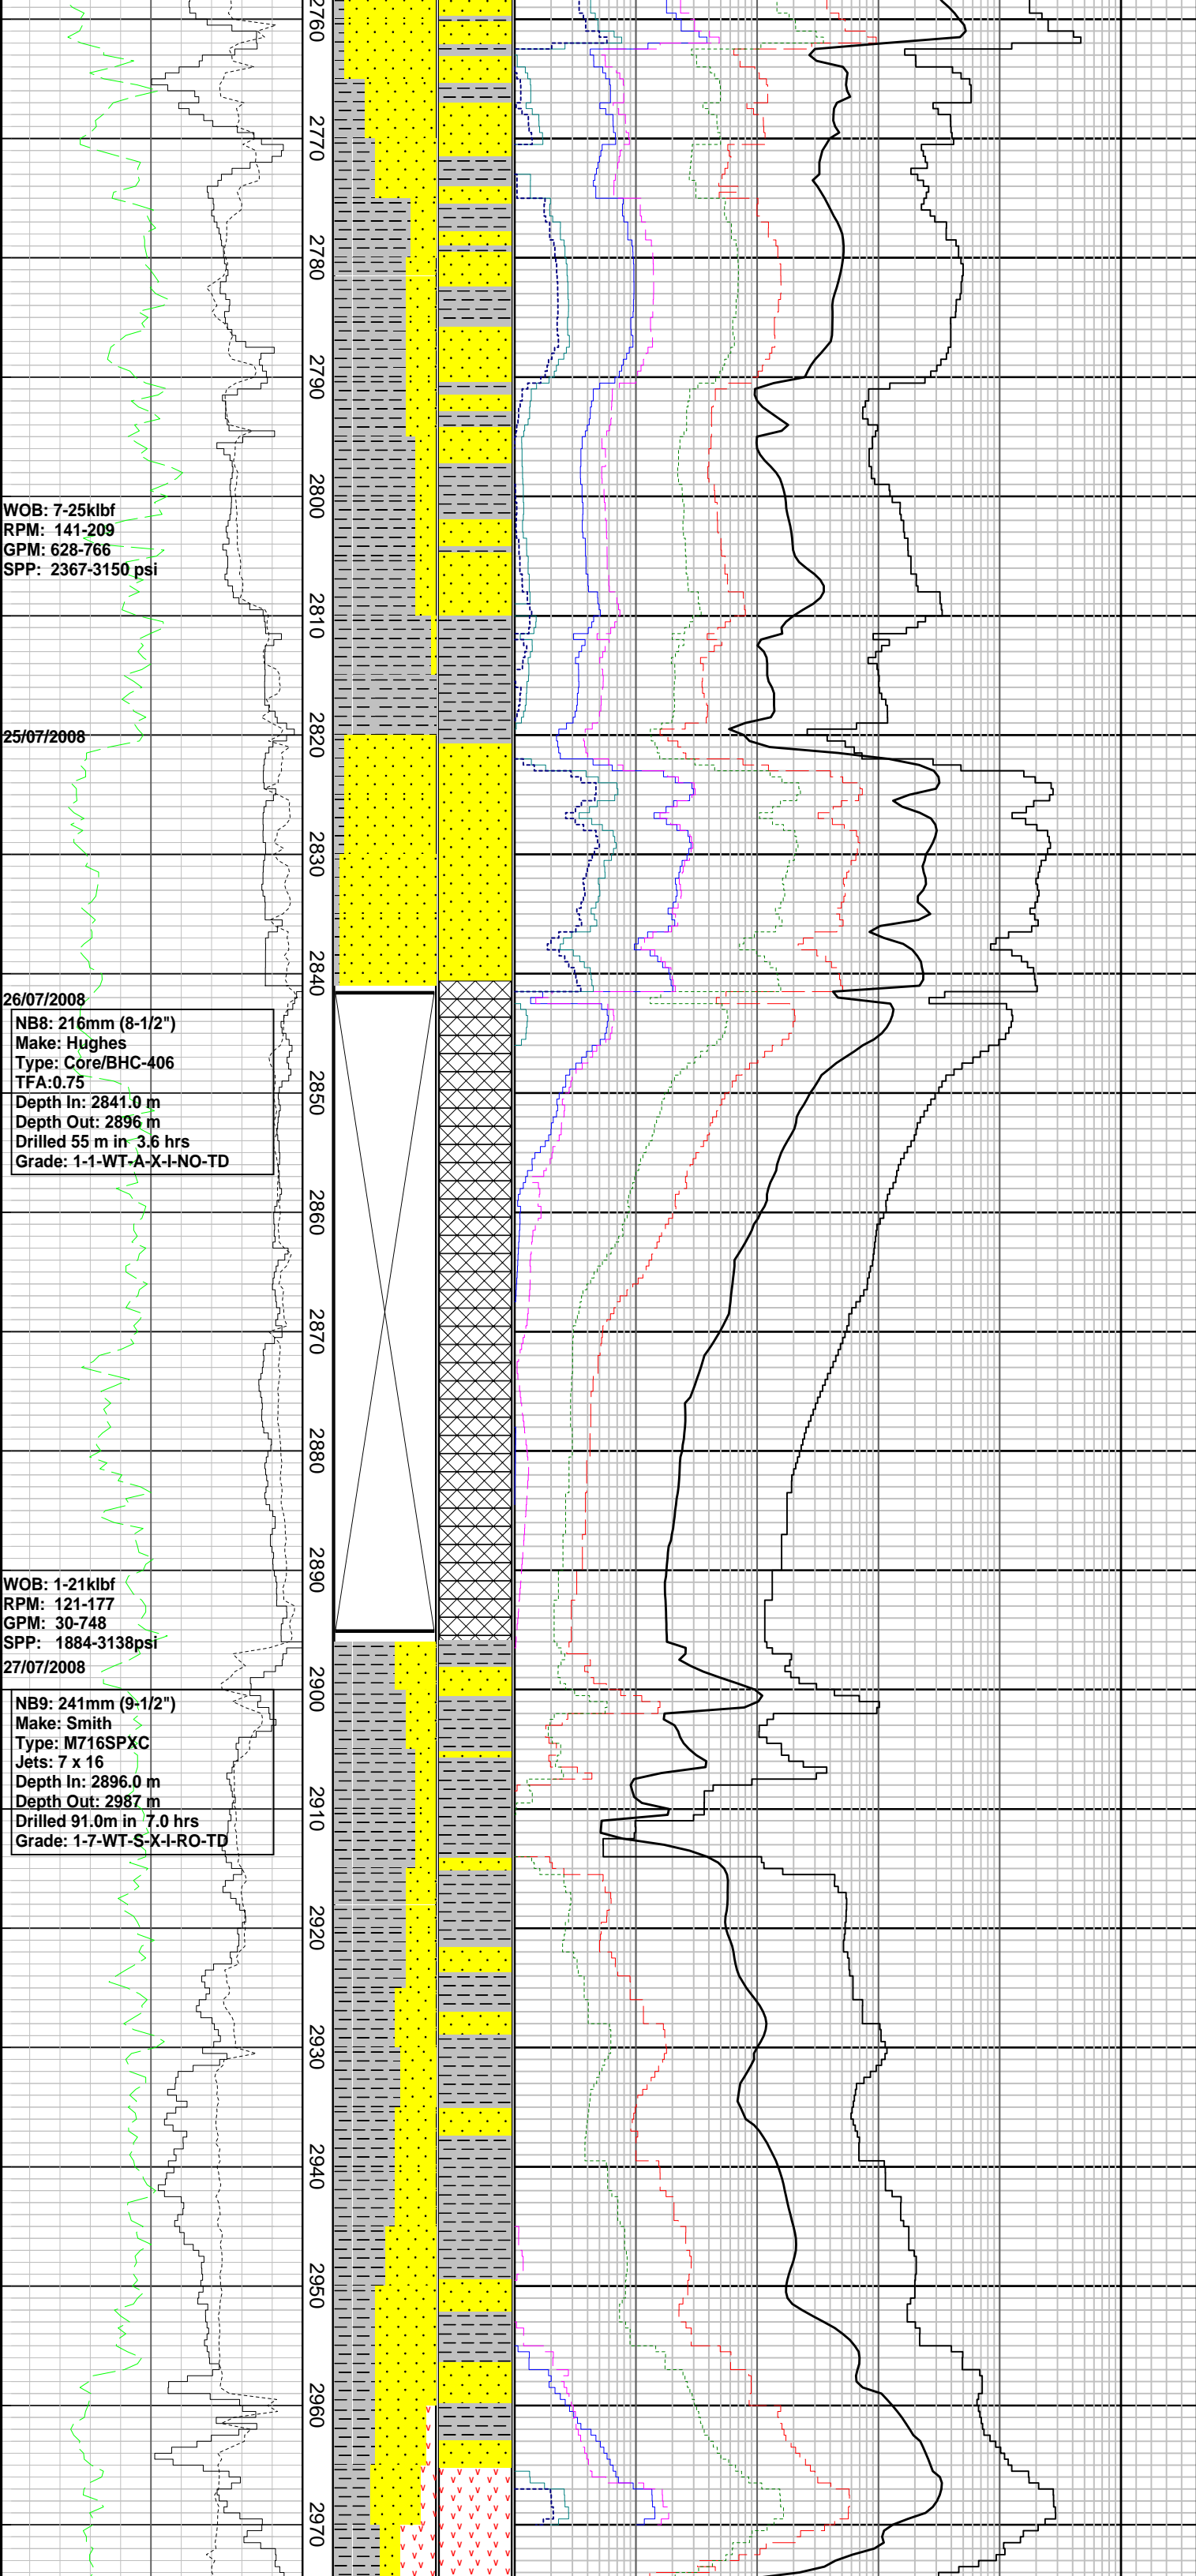 2760
2770
2780
2790
WOB: 7-25klbf
2800
RPM: 141-209
GPM: 628-766
SPP: 2367-3150 psi
2810
25/07/2008
2820
2830
2840
26/07/2008
NB8: 216mm (8-1/2")
Make: Hughes
Type: Core/BHC-406
TFA:0.75
2850
Depth In: 2841.0 m
Depth Out: 2896 m
Drilled 55 m in 3.6 hrs
Grade: 1-1-WT-A-X-I-NO-TD
2860
2870
2880
2890
WOB: 1-21klbf
RPM: 121-177
GPM: 30-748
SPP: 1884-3138psi
27/07/2008
2900
NB9: 241mm (9-1/2")
Make: Smith
Type: M716SPXC
Jets: 7 x 16
Depth In: 2896.0 m
Depth Out: 2987 m
2910
Drilled 91.0m in 7.0 hrs
Grade: 1-7-WT-S-X-I-RO-TD
2920
2930
2940
2950
2960
2970